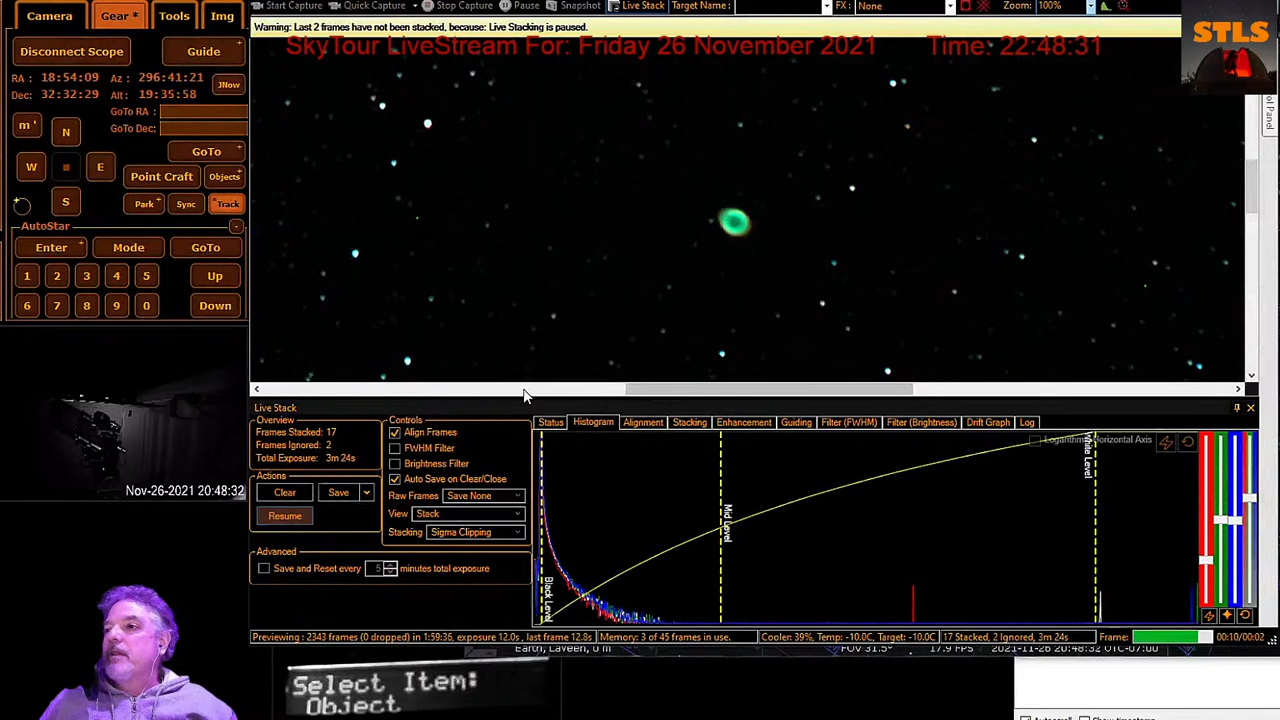 Camera Gear * Tools Img
Start Capture Quick Capture Stop Capture Pause Snapshot Live Stack Target Name: FX: None Zoom: 100%
Warning: Last 2 frames have not been stacked, because: Live Stacking is paused.
SkyTour LiveStream For: Friday 26 November 2021 Time: 22:48:31
STLS
Disconnect Scope Guide
RA : 18:54:09 Az : 296:41:21
Dec: 32:32:29 Alt : 19:35:58
JNow
GoTo RA :
GoTo Dec:
m ' N
GoTo
W E Point Craft Objects
S Park Sync Track
AutoStar
Enter Mode GoTo
1 2 3 4 5 Up
6 7 8 9 0 Down
Nov-26-2021 20:48:32
Live Stack
Overview
Frames Stacked: 17
Frames Ignored: 2
Total Exposure: 3m 24s
Actions
Clear Save
Resume
Controls
Align Frames
FWHM Filter
Brightness Filter
Auto Save on Clear/Close
Raw Frames Save None
View Stack
Stacking Sigma Clipping
Advanced
Save and Reset every 5 minutes total exposure
Status Histogram Alignment Stacking Enhancement Guiding Filter (FWHM) Filter (Brightness) Drift Graph Log
Logarithmic Horizontal Axis
Black Level
Mid Level
White Level
Previewing : 2343 frames (0 dropped) in 1:59:36, exposure 12.0s , last frame 12.8s Memory: 3 of 45 frames in use. Cooler: 39%, Temp: -10.0C, Target: -10.0C 17 Stacked, 2 Ignored, 3m 24s Frame: 00:10/00:02
Earth, Laveen, 0 m FOV 31.5° 17.9 FPS 2021-11-26 20:48:32 UTC-07:00
Select Item:
Object